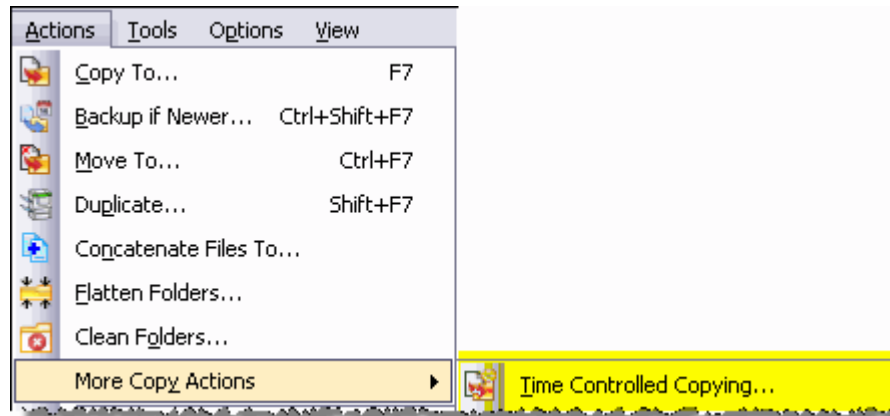 Actions Tools Options View
Copy To... F7
Backup if Newer... Ctrl+Shift+F7
Move To... Ctrl+F7
Duplicate... Shift+F7
Concatenate Files To...
Flatten Folders...
Clean Folders...
More Copy Actions Time Controlled Copying...